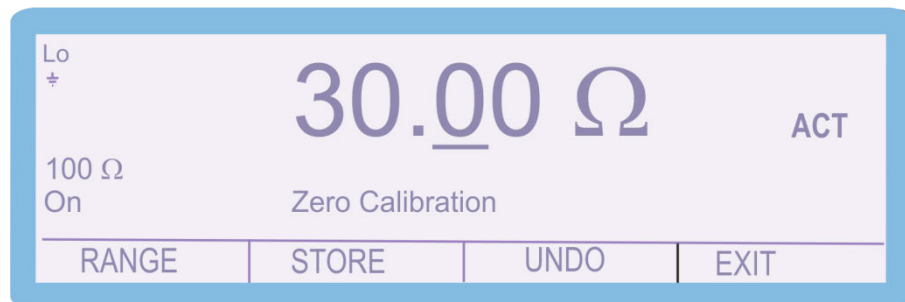 Lo
30.00 Ω
ACT
100 Ω
On
Zero Calibration
RANGE STORE UNDO EXIT